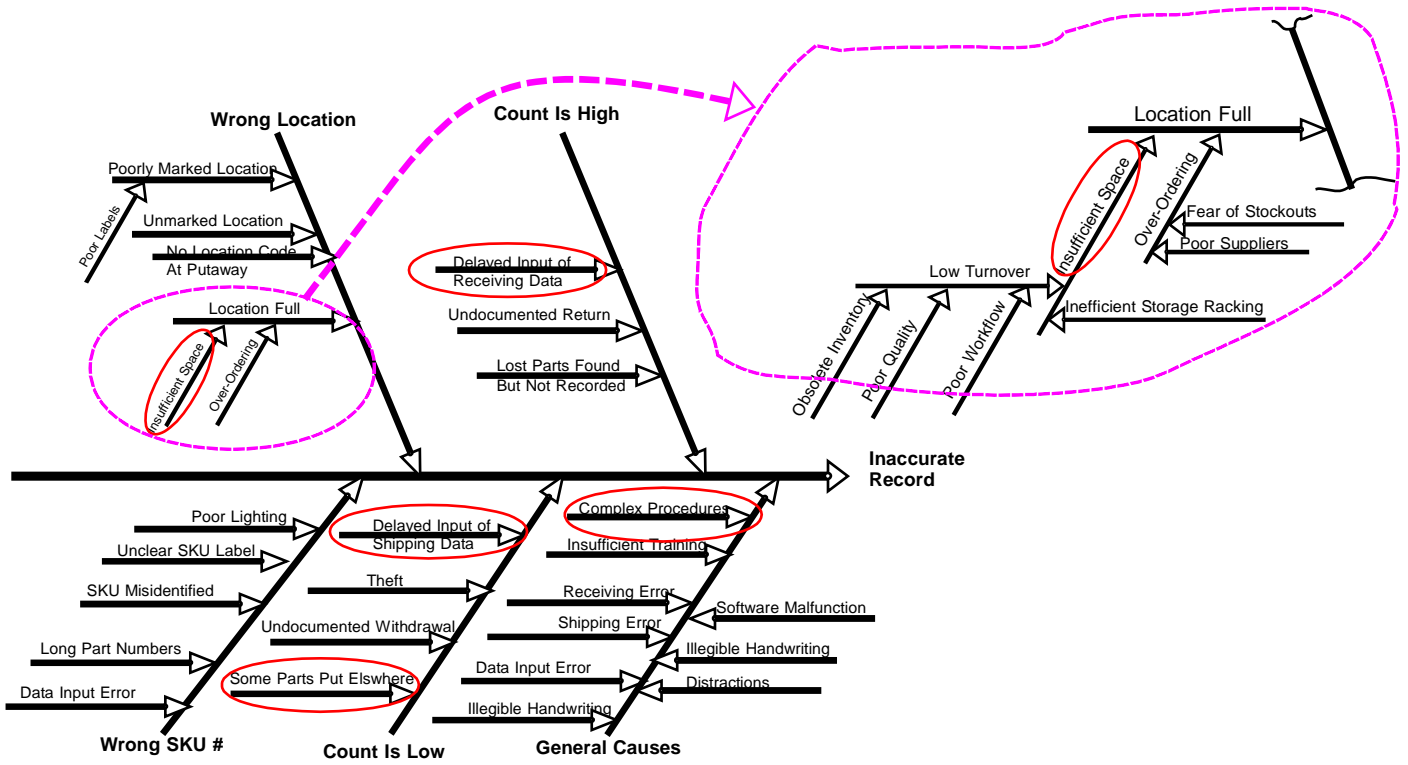 Wrong Location
Poorly Marked Location
Poor Labels
Unmarked Location
No Location Code
At Putaway
Location Full
Insufficient Space
Over-Ordering
Count Is High
Delayed Input of
Receiving Data
Undocumented Return
Lost Parts Found
But Not Recorded
Location Full
Insufficient Space
Over-Ordering
Fear of Stockouts
Poor Suppliers
Low Turnover
Inefficient Storage Racking
Obsolete Inventory
Poor Quality
Poor Workflow
Inaccurate
Record
Poor Lighting
Unclear SKU Label
SKU Misidentified
Long Part Numbers
Data Input Error
Wrong SKU #
Delayed Input of
Shipping Data
Theft
Undocumented Withdrawal
Some Parts Put Elswhere
Count Is Low
Complex Procedures
Insufficient Training
Receiving Error
Software Malfunction
Shipping Error
Illegible Handwriting
Data Input Error
Distractions
Illegible Handwriting
General Causes